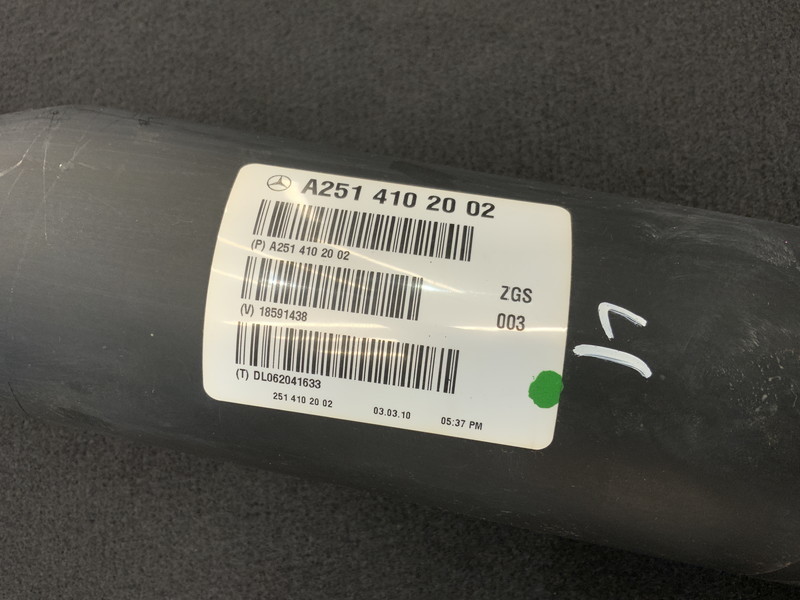 A251 410 20 02
(P) A251 410 20 02
ZGS
(V) 18591438
003
(T) DL062041633
251 410 20 02 03.03.10 05:37 PM